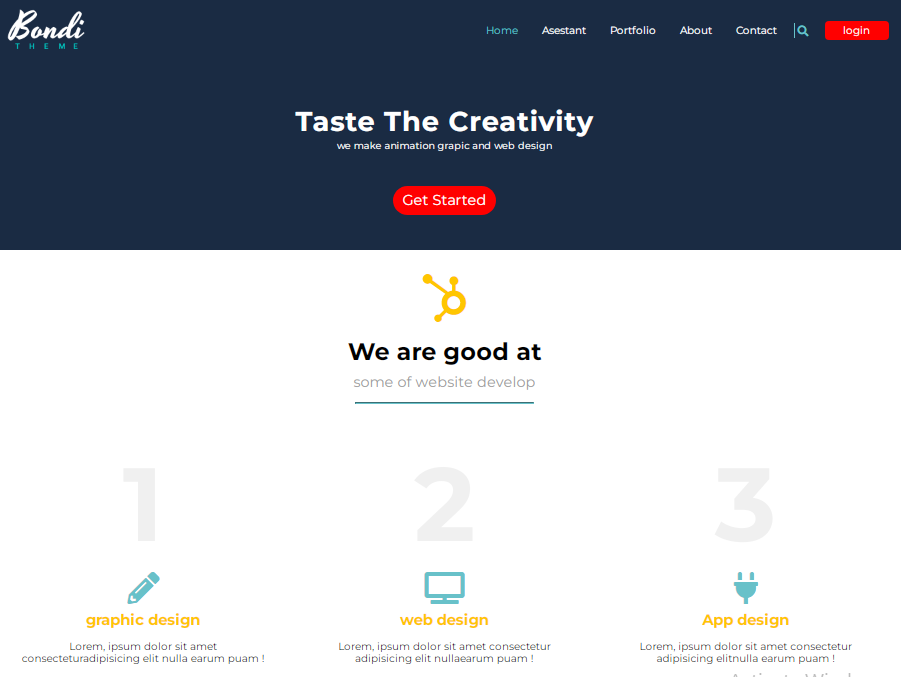 Bondi
THEME
Home Asestant Portfolio About Contact login
Taste The Creativity
we make animation grapic and web design
Get Started
We are good at
some of website develop
1 2 3
graphic design web design App design
Lorem, ipsum dolor sit amet Lorem, ipsum dolor sit amet consectetur Lorem, ipsum dolor sit amet consectetur
consecteturadipisicing elit nulla earum puam ! adipisicing elit nullaearum puam ! adipisicing elitnulla earum puam !